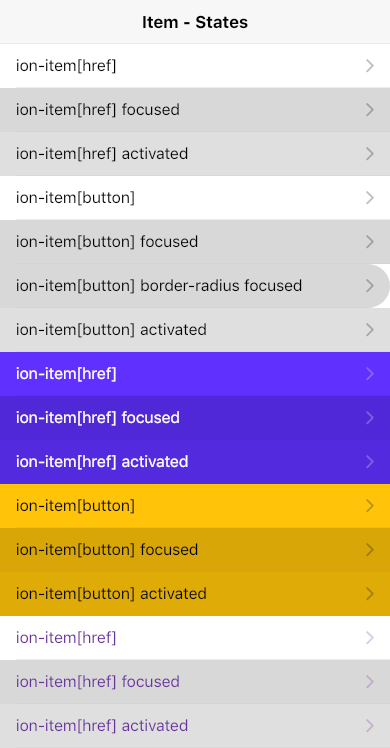 Item - States
ion-item[href]
ion-item[href] focused
ion-item[href] activated
ion-item[button]
ion-item[button] focused
ion-item[button] border-radius focused
ion-item[button] activated
ion-item[href]
ion-item[href] focused
ion-item[href] activated
ion-item[button]
ion-item[button] focused
ion-item[button] activated
ion-item[href]
ion-item[href] focused
ion-item[href] activated